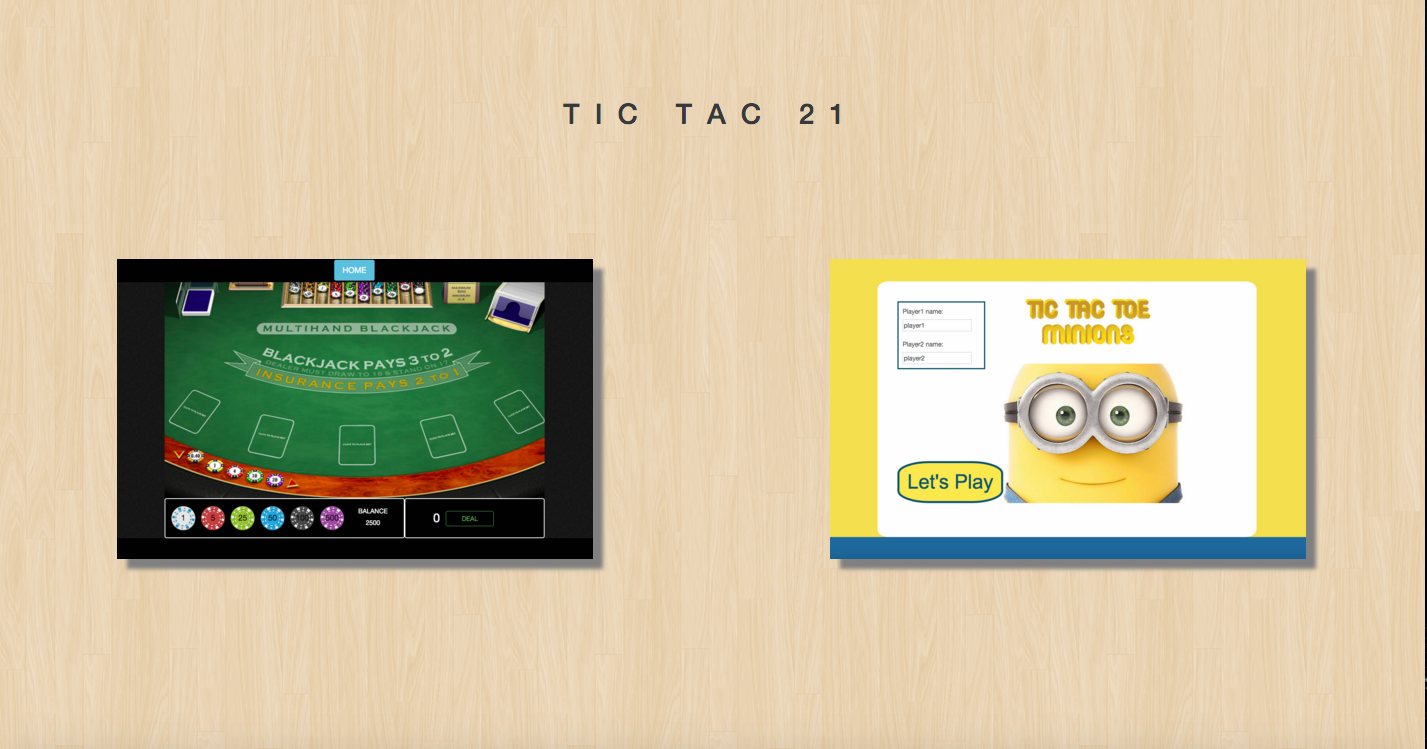 TIC TAC 21
HOME
MULTIHAND BLACKJACK
BLACKJACK PAYS 3 TO 2
DEALER MUST DRAW TO 16 & STAND ON 17
INSURANCE PAYS 2 TO 1
1
5
25
50
100
500
BALANCE
2500
0
DEAL
Player1 name:
player1
Player2 name:
player2
TIC TAC TOE
MINIONS
Let's Play